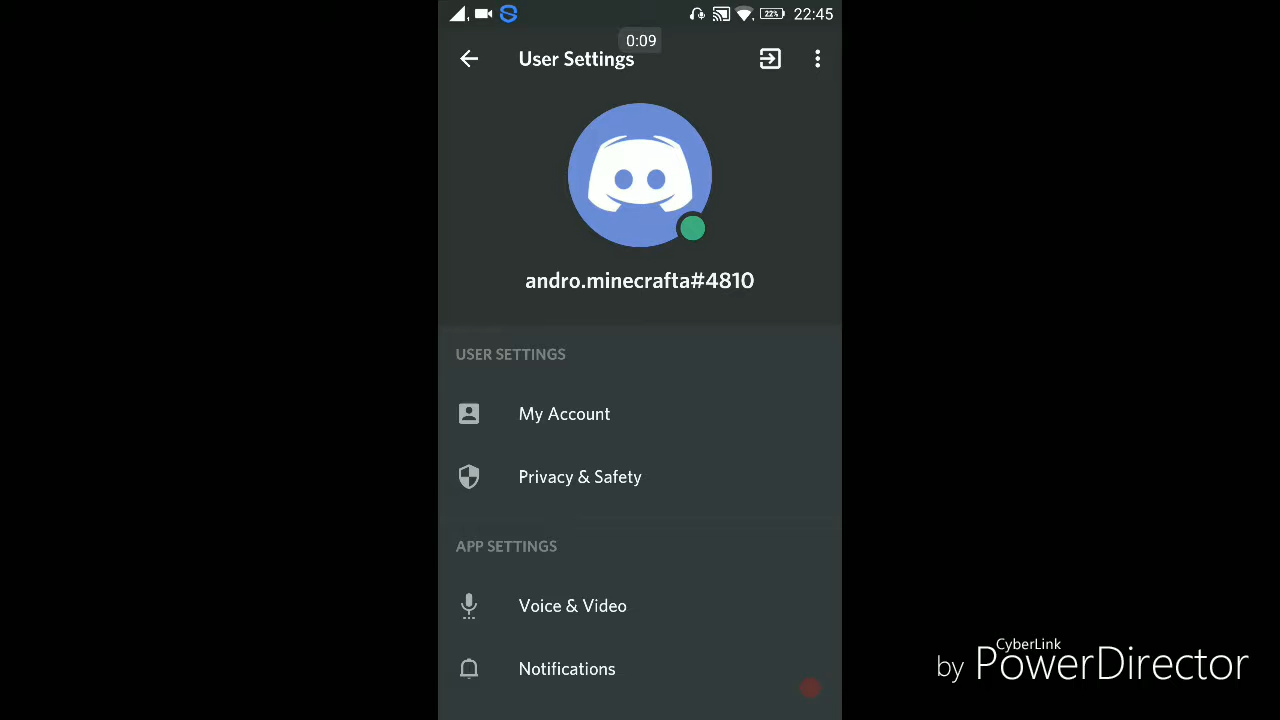 22% 22:45
0:09
User Settings
andro.minecrafta#4810
USER SETTINGS
My Account
Privacy & Safety
APP SETTINGS
Voice & Video
Notifications
CyberLink
by PowerDirector